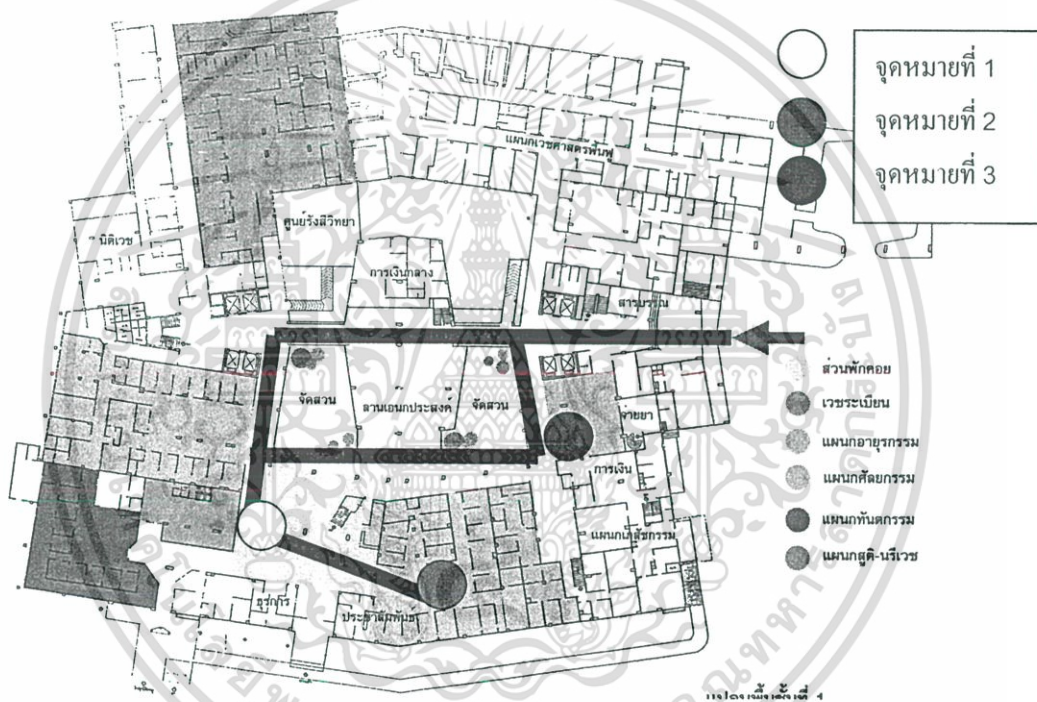 จุดหมายที่ 1
จุดหมายที่ 2
จุดหมายที่ 3
แผนกเวชศาสตร์ฟื้นฟู
ศูนย์รังสีวิทยา
นิติเวช
การเงินกลาง
สารบรรณ
ส่วนพักคอย
เวชระเบียน
แผนกอายุรกรรม
แผนกศัลยกรรม
แผนกทันตกรรม
แผนกสูติ-นรีเวช
จัดสวน
ลานเอนกประสงค์
จัดสวน
จ่ายยา
การเงิน
แผนกเภสัชกรรม
ธุรการ
ประชาสัมพันธ์
แปลนพื้นชั้นที่ 1